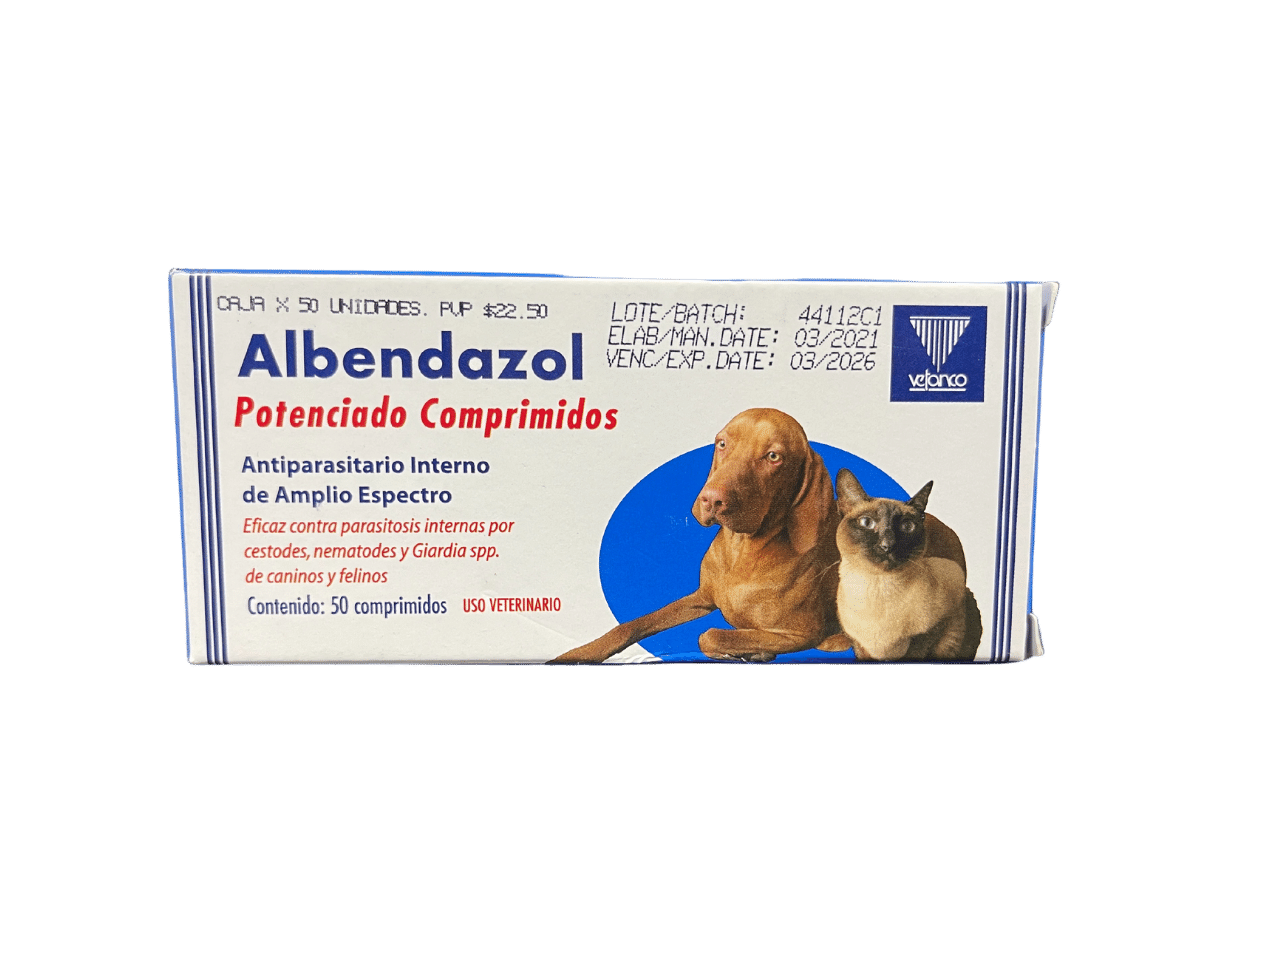 CAJA X 50 UNIDADES. PVP $22.50
LOTE/BATCH: 44112C1
ELAB/MAN.DATE: 03/2021
VENC/EXP.DATE: 03/2026
vetanco
Albendazol
Potenciado Comprimidos
Antiparasitario Interno
de Amplio Espectro
Eficaz contra parasitosis internas por
cestodes, nematodes y Giardia spp.
de caninos y felinos
Contenido: 50 comprimidos USO VETERINARIO